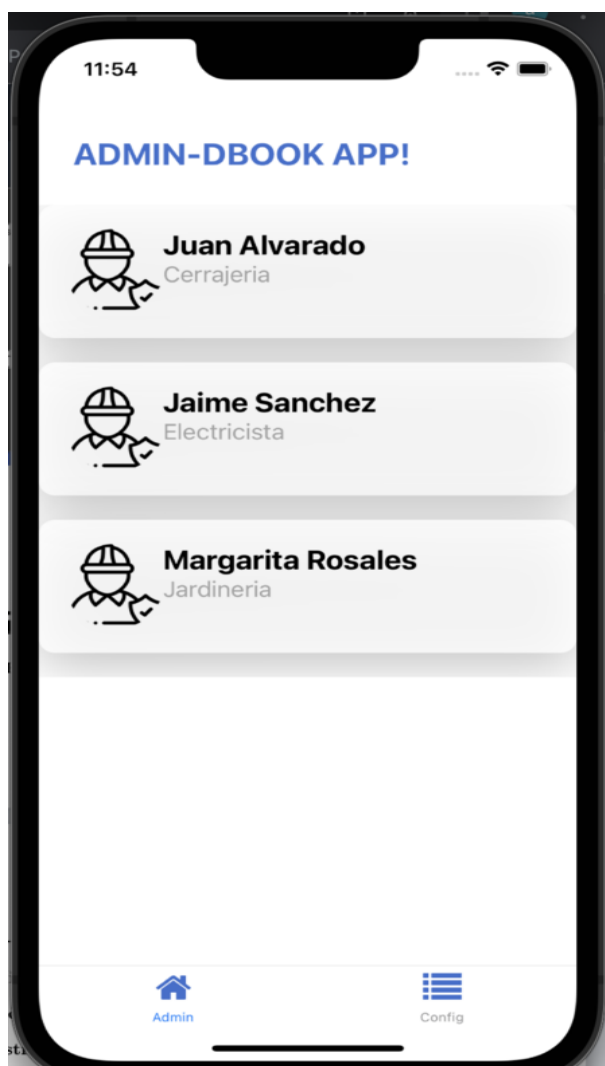 11:54
ADMIN-DBOOK APP!
Juan Alvarado
Cerrajeria
Jaime Sanchez
Electricista
Margarita Rosales
Jardineria
Admin
Config